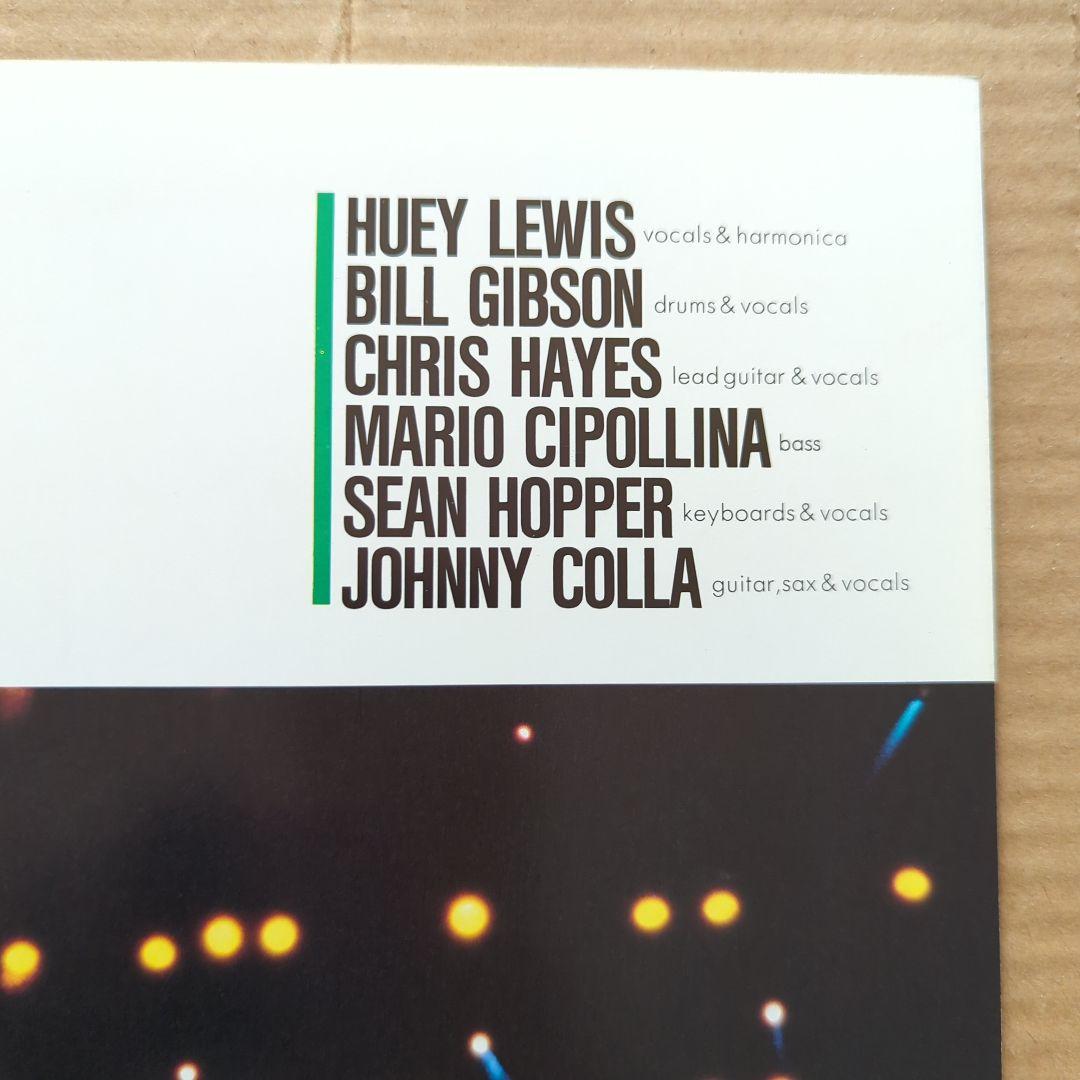 HUEY LEWIS vocals & harmonica
BILL GIBSON drums & vocals
CHRIS HAYES lead guitar & vocals
MARIO CIPOLLINA bass
SEAN HOPPER keyboards & vocals
JOHNNY COLLA guitar, sax & vocals